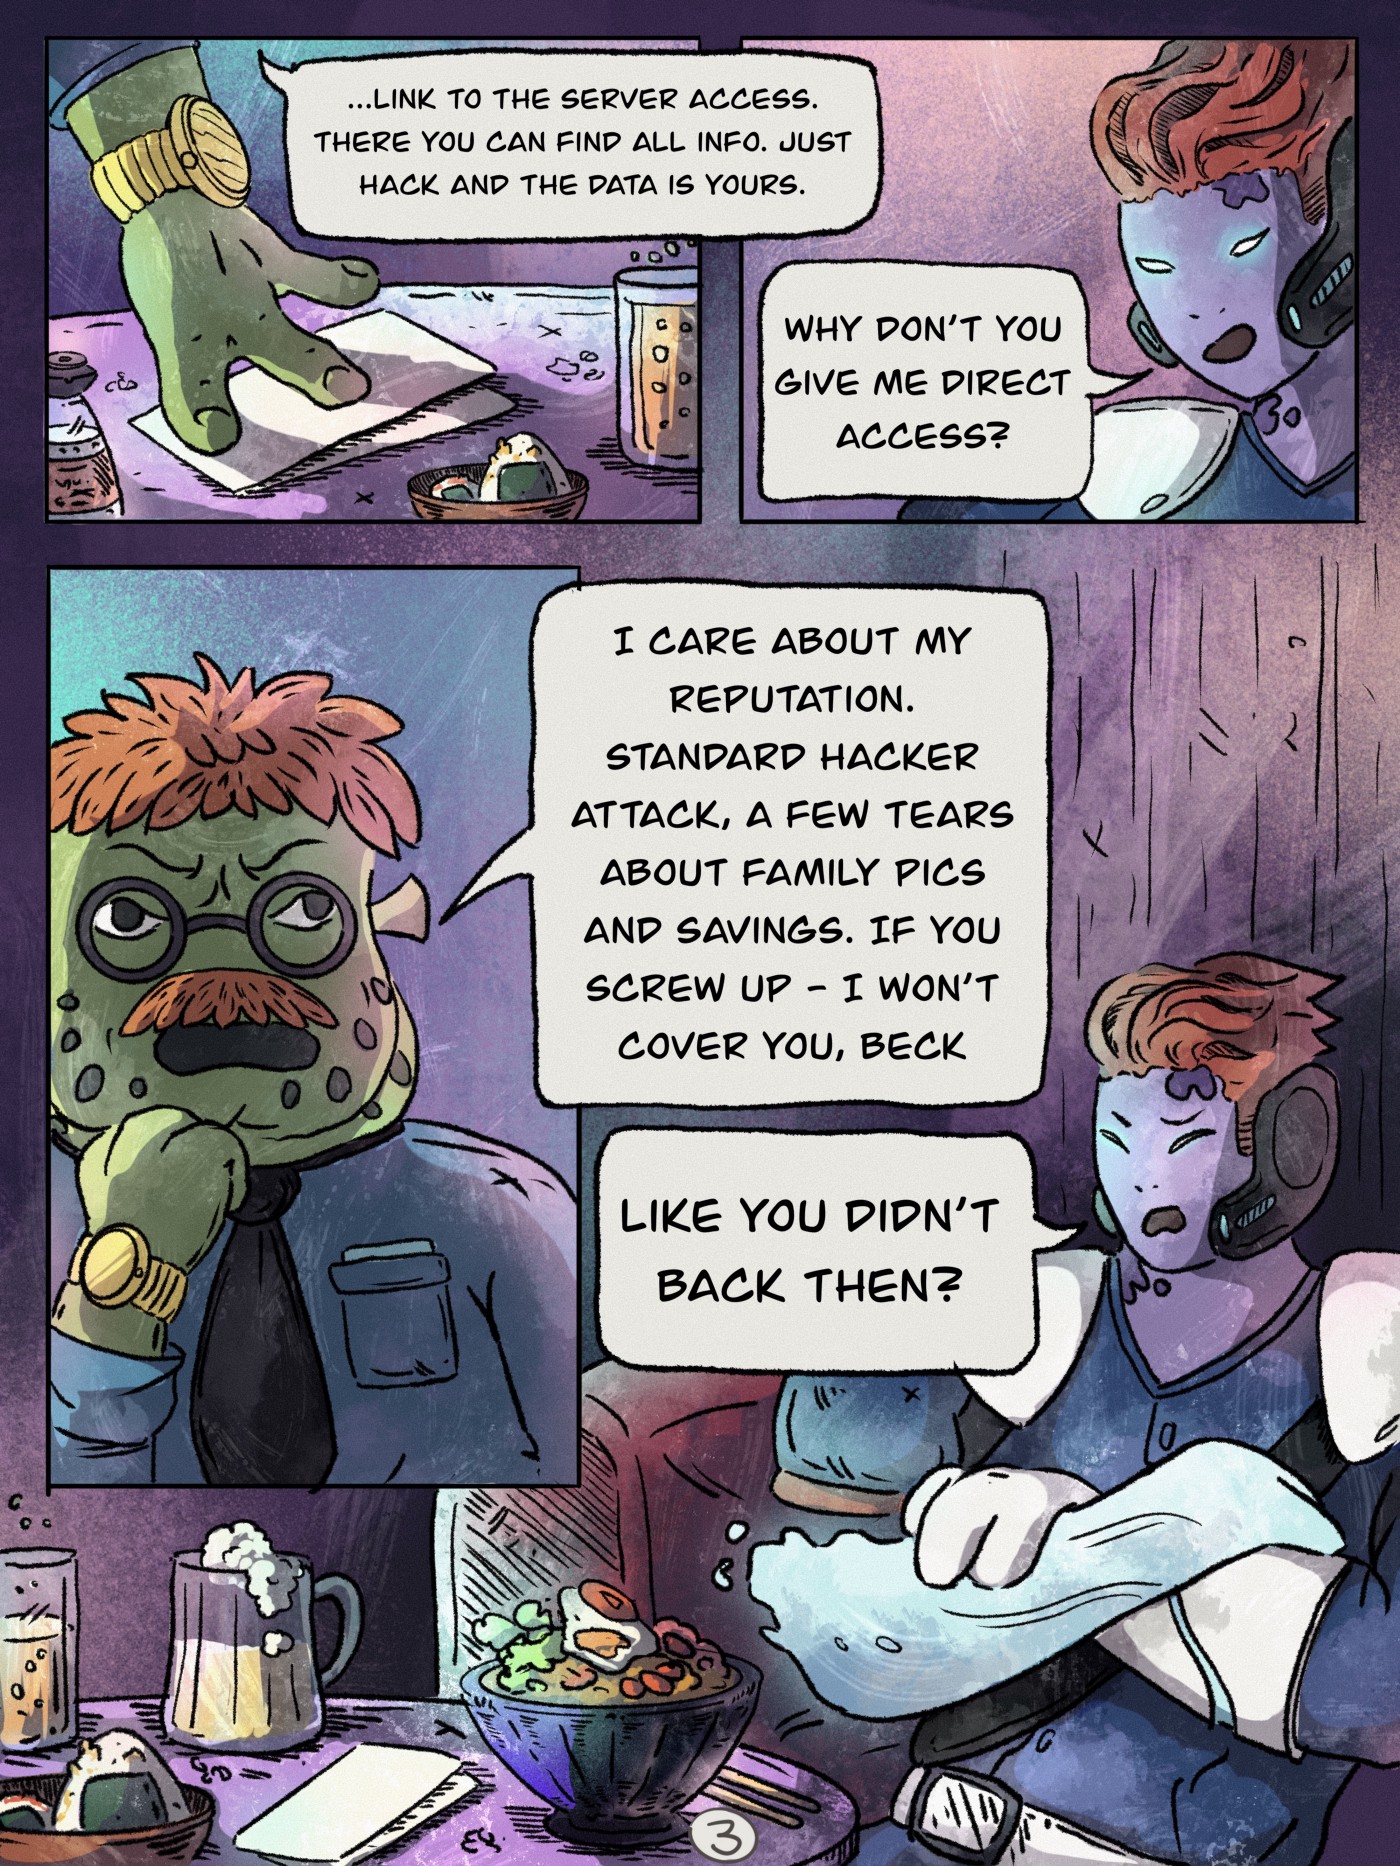 ...LINK TO THE SERVER ACCESS.
THERE YOU CAN FIND ALL INFO. JUST
HACK AND THE DATA IS YOURS.
WHY DON'T YOU
GIVE ME DIRECT
ACCESS?
I CARE ABOUT MY
REPUTATION.
STANDARD HACKER
ATTACK, A FEW TEARS
ABOUT FAMILY PICS
AND SAVINGS. IF YOU
SCREW UP - I WON'T
COVER YOU, BECK
LIKE YOU DIDN'T
BACK THEN?
3